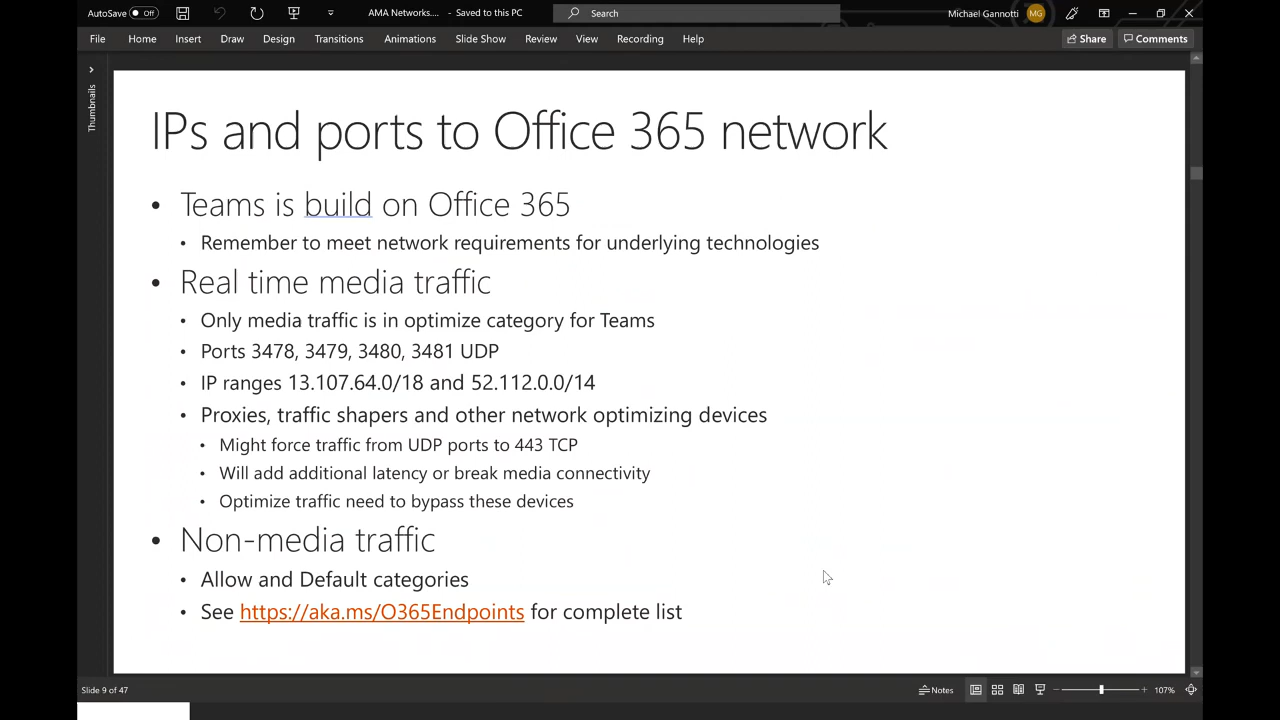 AutoSave Off AMA Networks.... - Saved to this PC Search Michael Gannotti MG
File Home Insert Draw Design Transitions Animations Slide Show Review View Recording Help Share Comments
Thumbnails
IPs and ports to Office 365 network
• Teams is build on Office 365
• Remember to meet network requirements for underlying technologies
• Real time media traffic
• Only media traffic is in optimize category for Teams
• Ports 3478, 3479, 3480, 3481 UDP
• IP ranges 13.107.64.0/18 and 52.112.0.0/14
• Proxies, traffic shapers and other network optimizing devices
• Might force traffic from UDP ports to 443 TCP
• Will add additional latency or break media connectivity
• Optimize traffic need to bypass these devices
• Non-media traffic
• Allow and Default categories
• See https://aka.ms/O365Endpoints for complete list
Slide 9 of 47 Notes 107%